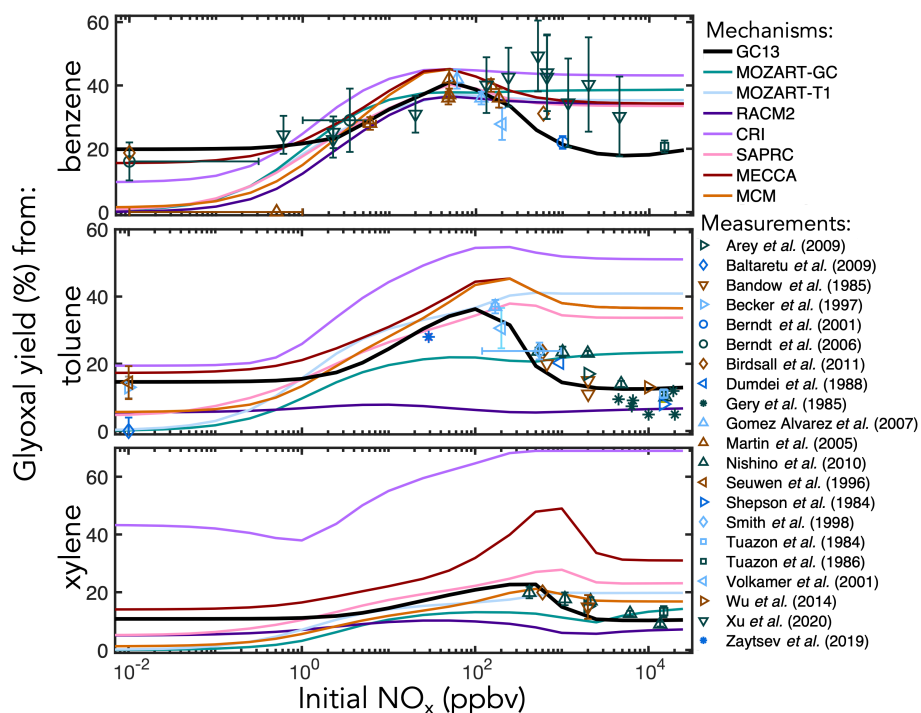 Glyoxal yield (%) from:
benzene
60
40
20
0
toluene
60
40
20
0
xylene
60
40
20
0
10⁻² 10⁰ 10² 10⁴
Initial NOₓ (ppbv)
Mechanisms:
GC13
MOZART-GC
MOZART-T1
RACM2
CRI
SAPRC
MECCA
MCM
Measurements:
Arey et al. (2009)
Baltaretu et al. (2009)
Bandow et al. (1985)
Becker et al. (1997)
Berndt et al. (2001)
Berndt et al. (2006)
Birdsall et al. (2011)
Dumdei et al. (1988)
Gery et al. (1985)
Gomez Alvarez et al. (2007)
Martin et al. (2005)
Nishino et al. (2010)
Seuwen et al. (1996)
Shepson et al. (1984)
Smith et al. (1998)
Tuazon et al. (1984)
Tuazon et al. (1986)
Volkamer et al. (2001)
Wu et al. (2014)
Xu et al. (2020)
Zaytsev et al. (2019)